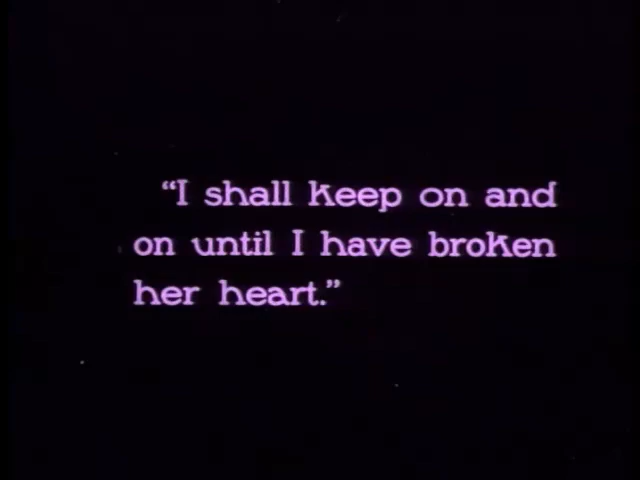 “I shall keep on and
on until I have broken
her heart.”